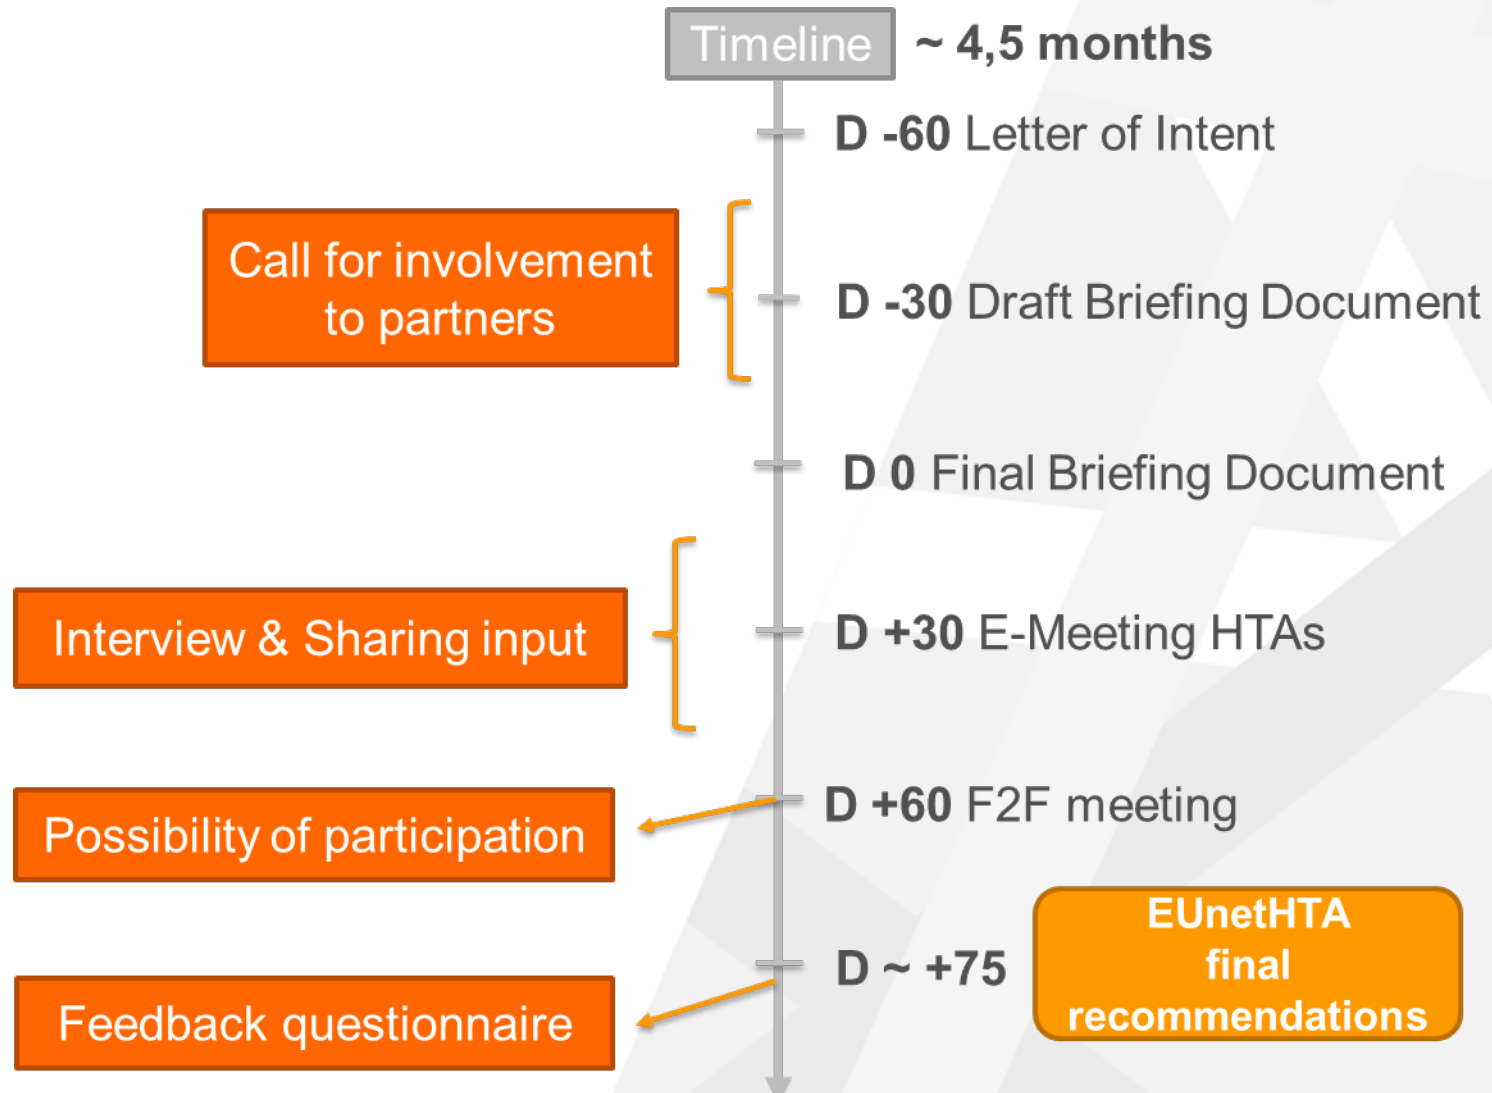 Timeline ~ 4,5 months
D -60 Letter of Intent
Call for involvement
to partners
D -30 Draft Briefing Document
D 0 Final Briefing Document
Interview & Sharing input
D +30 E-Meeting HTAs
Possibility of participation
D +60 F2F meeting
D ~ +75
EUnetHTA
final
recommendations
Feedback questionnaire